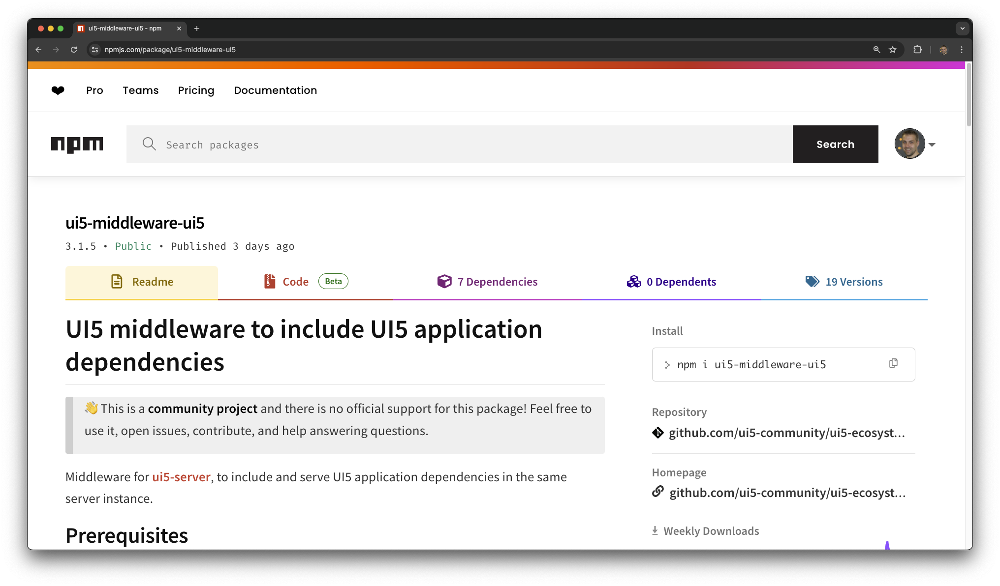 ui5-middleware-ui5 - npm
npmjs.com/package/ui5-middleware-ui5
❤ Pro Teams Pricing Documentation
npm Search packages Search
ui5-middleware-ui5
3.1.5 • Public • Published 3 days ago
Readme Code Beta 7 Dependencies 0 Dependents 19 Versions
UI5 middleware to include UI5 application
dependencies
👋 This is a community project and there is no official support for this package! Feel free to
use it, open issues, contribute, and help answering questions.
Middleware for ui5-server, to include and serve UI5 application dependencies in the same
server instance.
Prerequisites
Install
> npm i ui5-middleware-ui5
Repository
github.com/ui5-community/ui5-ecosyst...
Homepage
github.com/ui5-community/ui5-ecosyst...
Weekly Downloads